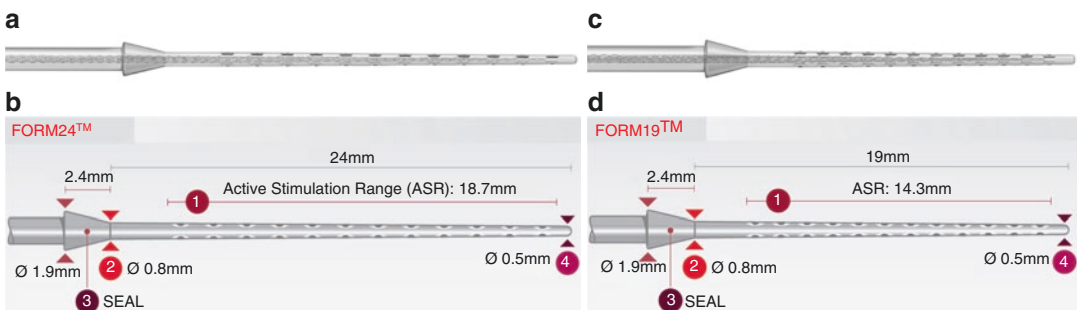 a
b
FORM24™
24mm
2.4mm
Active Stimulation Range (ASR): 18.7mm
1
Ø 1.9mm
2
Ø 0.8mm
Ø 0.5mm
4
3
SEAL
c
d
FORM19™
19mm
2.4mm
ASR: 14.3mm
1
Ø 1.9mm
2
Ø 0.8mm
Ø 0.5mm
4
3
SEAL